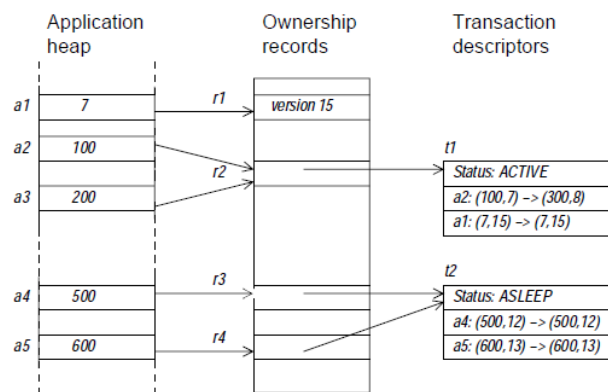 Application
heap
Ownership
records
Transaction
descriptors
a1
7
r1
version 15
a2
100
t1
r2
Status: ACTIVE
a3
200
a2: (100,7) –> (300,8)
a1: (7,15) –> (7,15)
t2
r3
a4
500
Status: ASLEEP
a4: (500,12) –> (500,12)
r4
a5
600
a5: (600,13) –> (600,13)